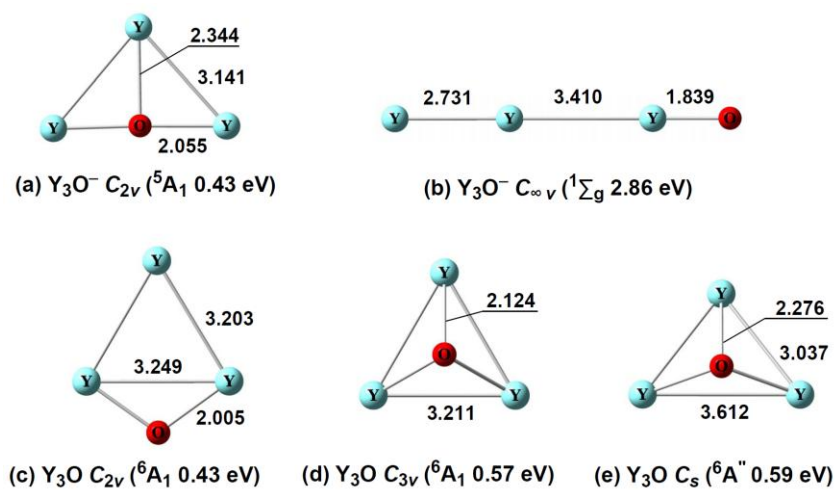 Y
2.344
3.141
Y O Y
2.055
2.731 3.410 1.839
Y Y Y O
(a) Y₃O⁻ C₂ᵥ (⁵A₁ 0.43 eV)
(b) Y₃O⁻ C∞ᵥ (¹∑g 2.86 eV)
Y
3.203
3.249
Y Y
2.005
O
Y
2.124
O
Y Y
3.211
Y
2.276
3.037
O
Y Y
3.612
(c) Y₃O C₂ᵥ (⁶A₁ 0.43 eV)
(d) Y₃O C₃ᵥ (⁶A₁ 0.57 eV)
(e) Y₃O Cₛ (⁶A" 0.59 eV)